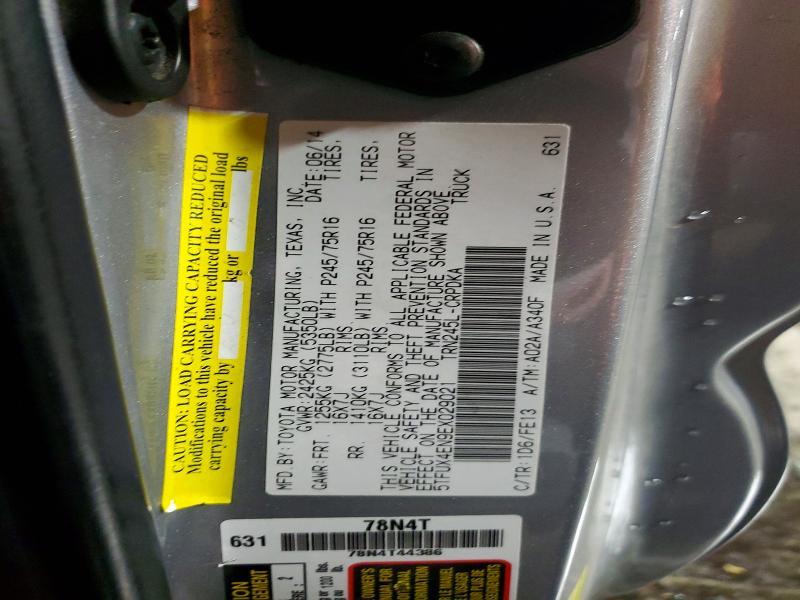 CAUTION: LOAD CARRYING CAPACITY REDUCED
Modifications to this vehicle have reduced the original load
carrying capacity by kg or lbs
MFD BY:TOYOTA MOTOR MANUFACTURING, TEXAS, INC. DATE:06/14
GVWR:2425KG (5350LB)
GAWR:FRT. 1255KG (2775LB) WITH P245/75R16 TIRES,
16X7J RIMS
RR. 1410KG (3110LB) WITH P245/75R16 TIRES,
16X7J RIMS
THIS VEHICLE CONFORMS TO ALL APPLICABLE FEDERAL MOTOR
VEHICLE SAFETY AND THEFT PREVENTION STANDARDS IN
EFFECT ON THE DATE OF MANUFACTURE SHOWN ABOVE.
5TFUX4EN9EX029021 TRN245L-CRPDKA TRUCK
C/TR:1D6/FE13 A/TM:A02A/A340F MADE IN U.S.A. 631
78N4T
631
78N4T44386